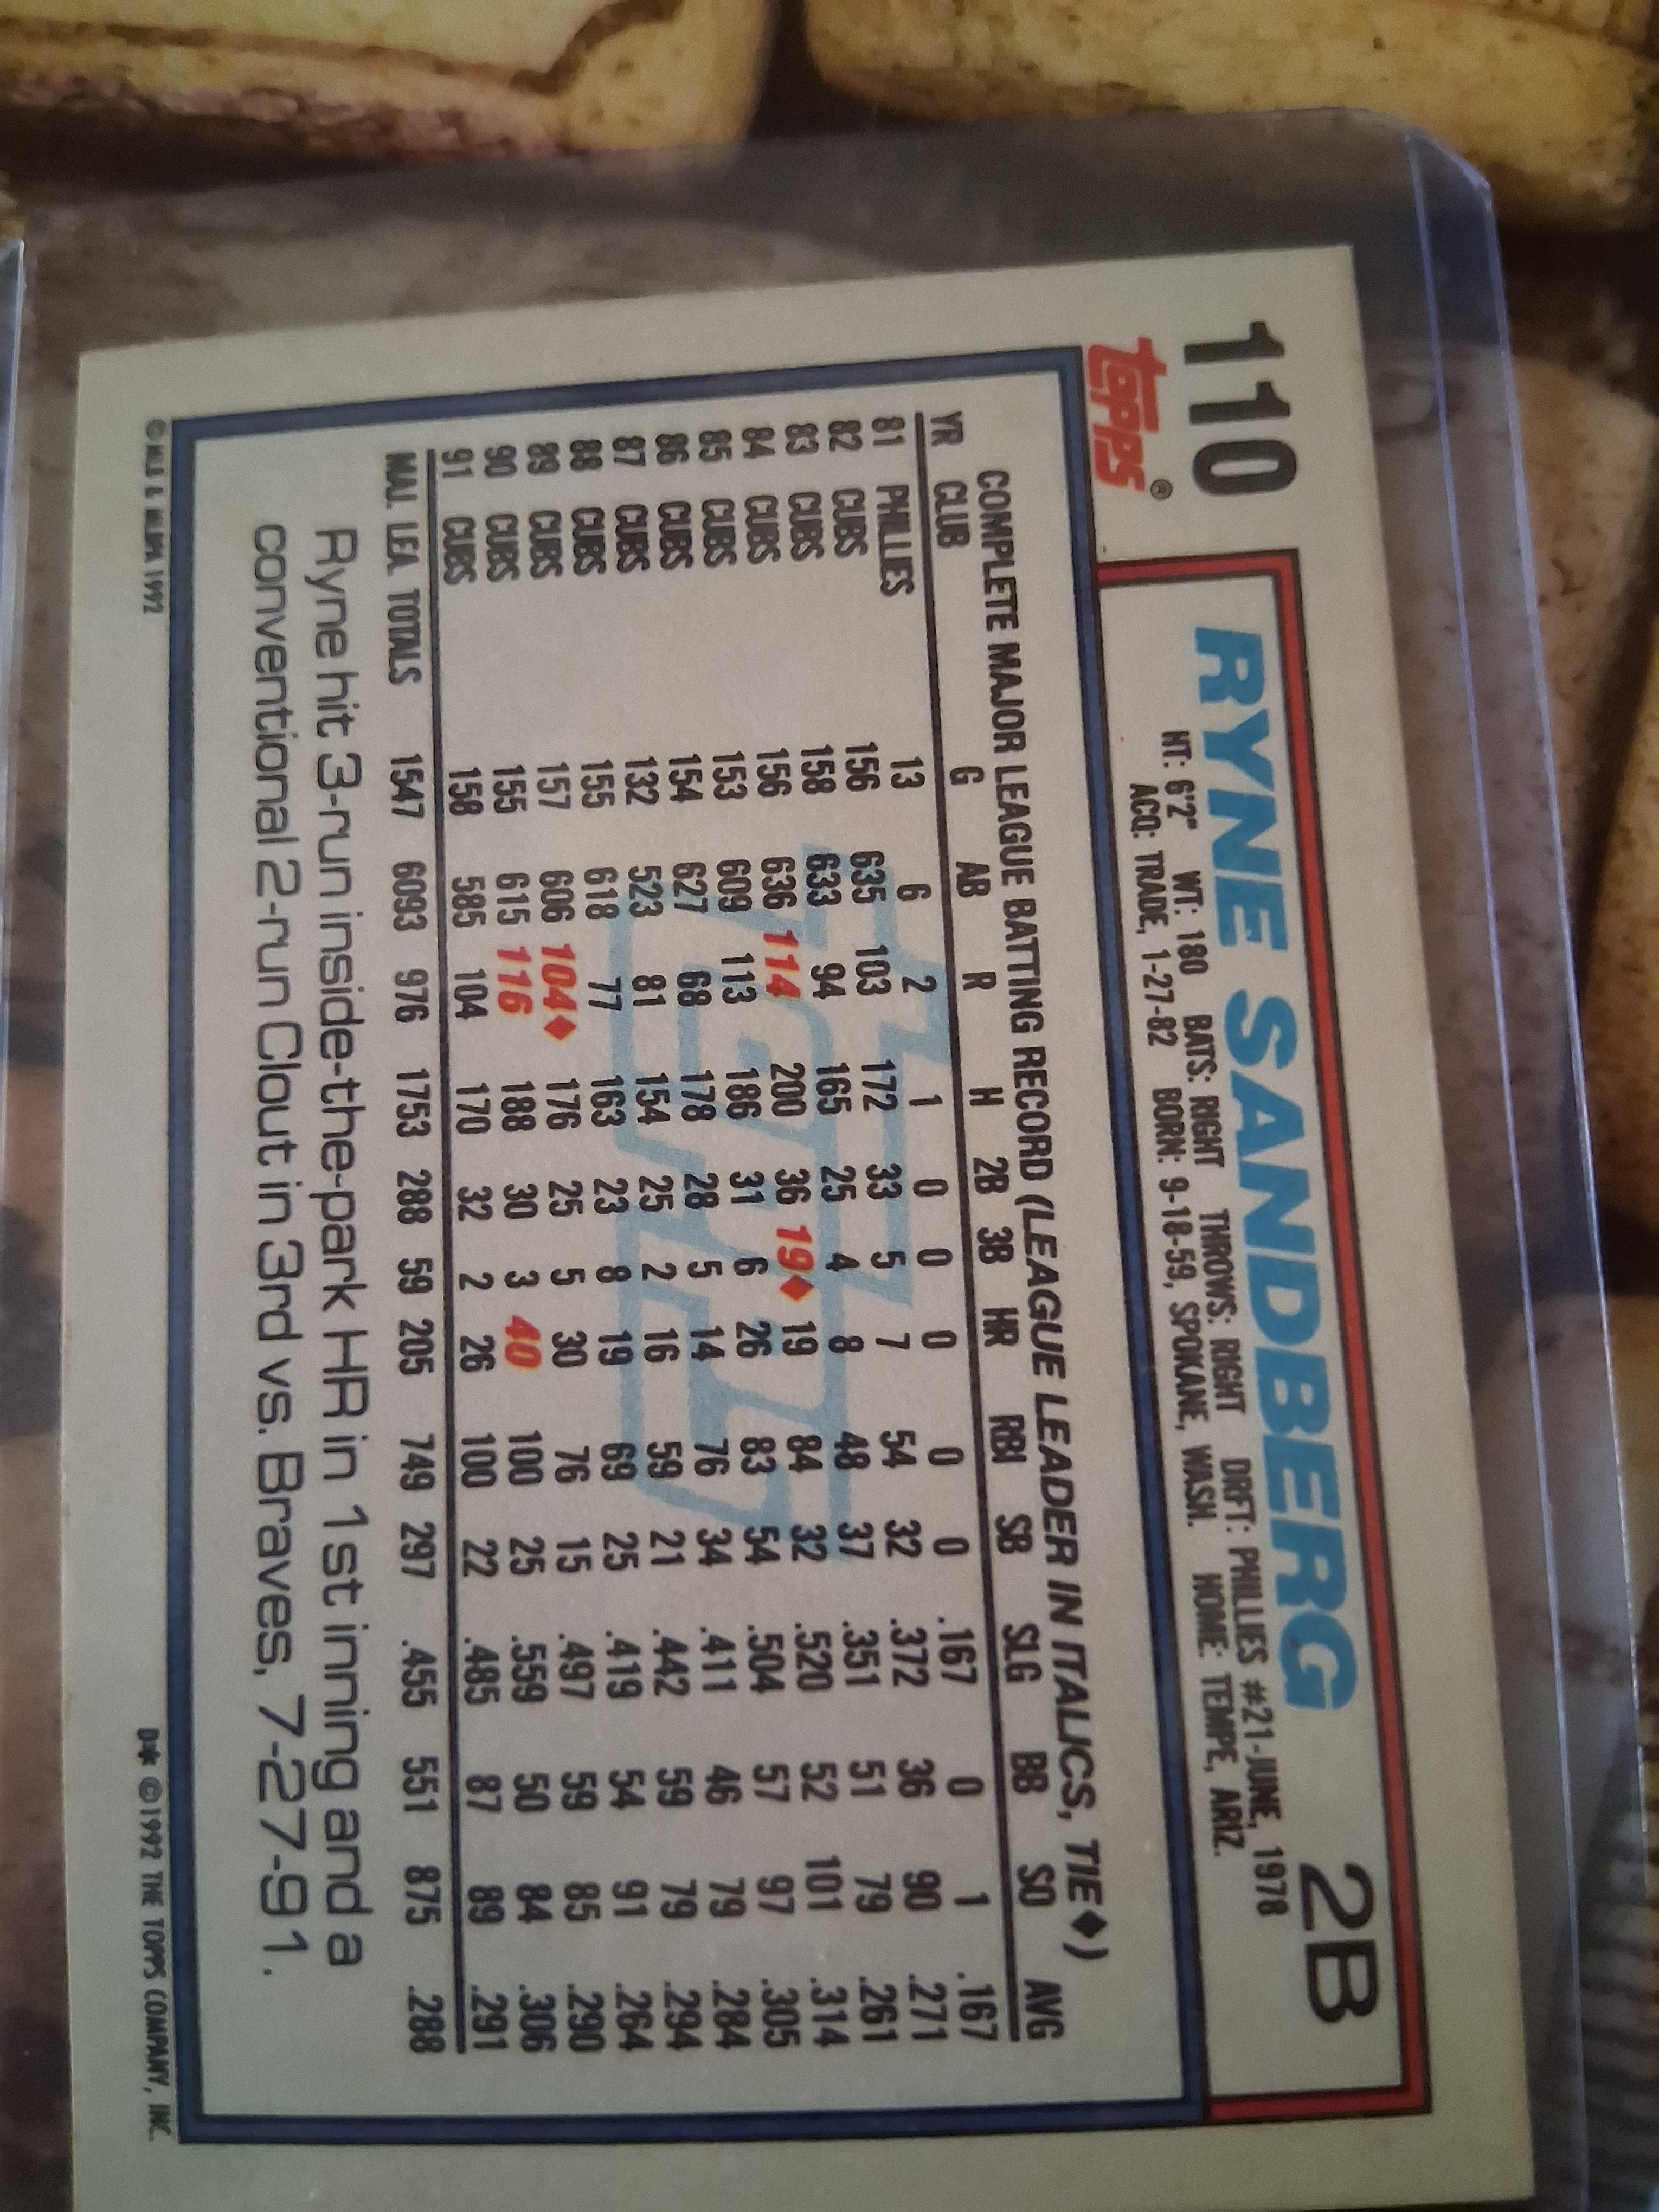 110
topps®
RYNE SANDBERG 2B
HT: 6'2" WT: 180 BATS: RIGHT THROWS: RIGHT DRFT: PHILLIES #21-JUNE, 1978
ACQ: TRADE, 1-27-82 BORN: 9-18-59, SPOKANE, WASH. HOME: TEMPE, ARIZ.
COMPLETE MAJOR LEAGUE BATTING RECORD (LEAGUE LEADER IN ITALICS, TIE♦)
YR CLUB G AB R H 2B 3B HR RBI SB SLG BB SO AVG
81 PHILLIES 13 6 2 1 0 0 0 0 0 .167 0 1 .167
82 CUBS 156 635 103 172 33 5 7 54 32 .372 36 90 .271
83 CUBS 158 633 94 165 25 4 8 48 37 .351 51 79 .261
84 CUBS 156 636 114 200 36 19♦ 19 84 32 .520 52 101 .314
85 CUBS 153 609 113 186 31 6 26 83 54 .504 57 97 .305
86 CUBS 154 627 68 178 28 5 14 76 34 .411 46 79 .284
87 CUBS 132 523 81 154 25 2 16 59 21 .442 59 79 .294
88 CUBS 155 618 77 163 23 8 19 69 25 .419 54 91 .264
89 CUBS 157 606 104♦ 176 25 5 30 76 15 .497 59 85 .290
90 CUBS 155 615 116 188 30 3 40 100 25 .559 50 84 .306
91 CUBS 158 585 104 170 32 2 26 100 22 .485 87 89 .291
MAJ. LEA. TOTALS 1547 6093 976 1753 288 59 205 749 297 .455 551 875 .288
Ryne hit 3-run inside-the-park HR in 1st inning and a
conventional 2-run Clout in 3rd vs. Braves, 7-27-91.
© MLB & MLBPA 1992
D✱ ©1992 THE TOPPS COMPANY, INC.